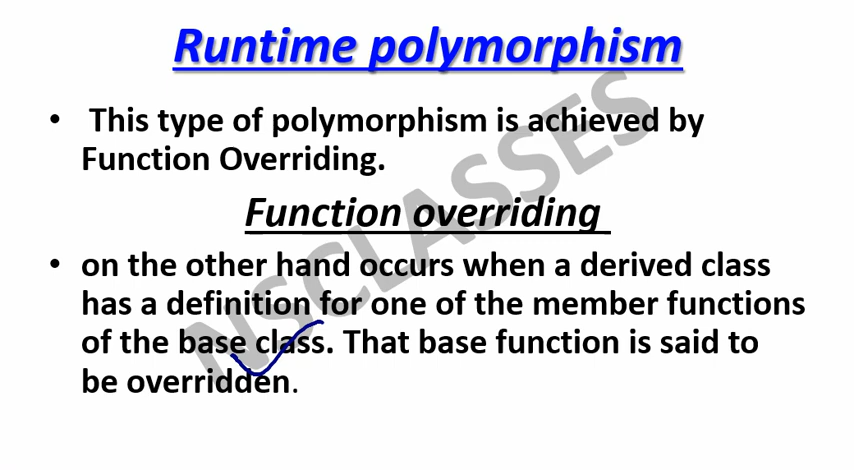 Runtime polymorphism
• This type of polymorphism is achieved by
Function Overriding.
Function overriding
• on the other hand occurs when a derived class
has a definition for one of the member functions
of the base class. That base function is said to
be overridden.
NSCLASSES